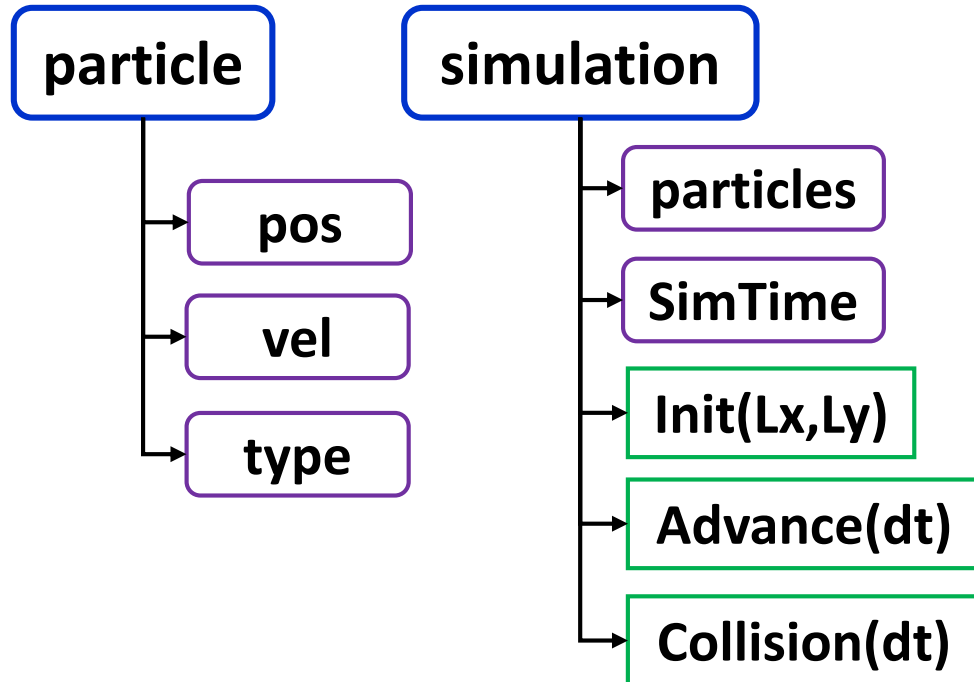 particle
pos
vel
type
simulation
particles
SimTime
Init(Lx,Ly)
Advance(dt)
Collision(dt)